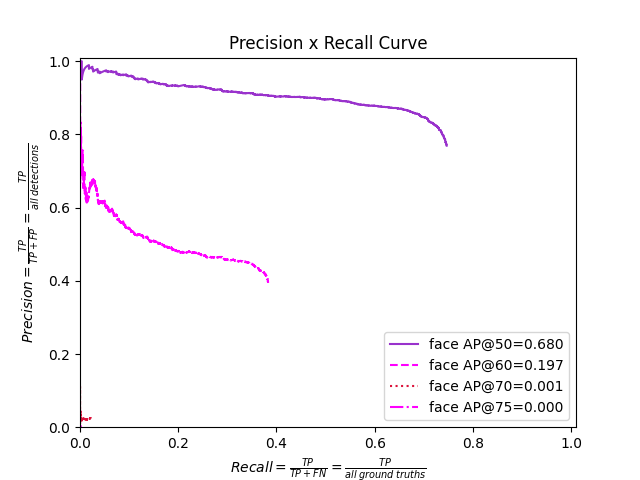 Precision x Recall Curve
1.0
0.8
0.6
0.4
0.2
0.0
Precision = TP / TP + FP = TP / all detections
face AP@50=0.680
face AP@60=0.197
face AP@70=0.001
face AP@75=0.000
0.0 0.2 0.4 0.6 0.8 1.0
Recall = TP / TP + FN = TP / all ground truths